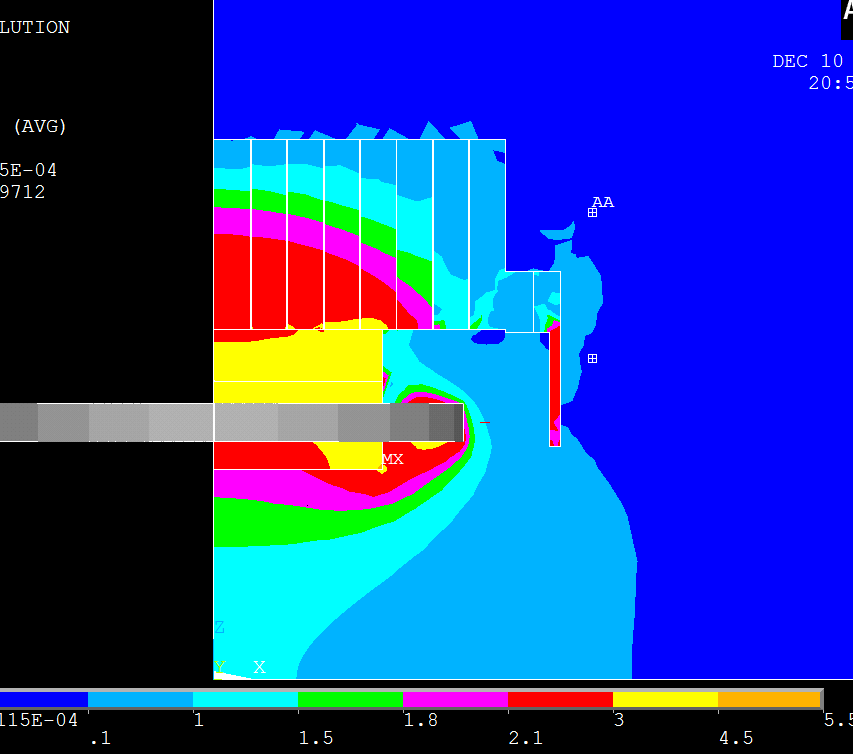 LUTION
A
DEC 10
20:5
(AVG)
5E-04
9712
AA
MX
Z
Y X
115E-04 1 1.8 3 5.5
.1 1.5 2.1 4.5